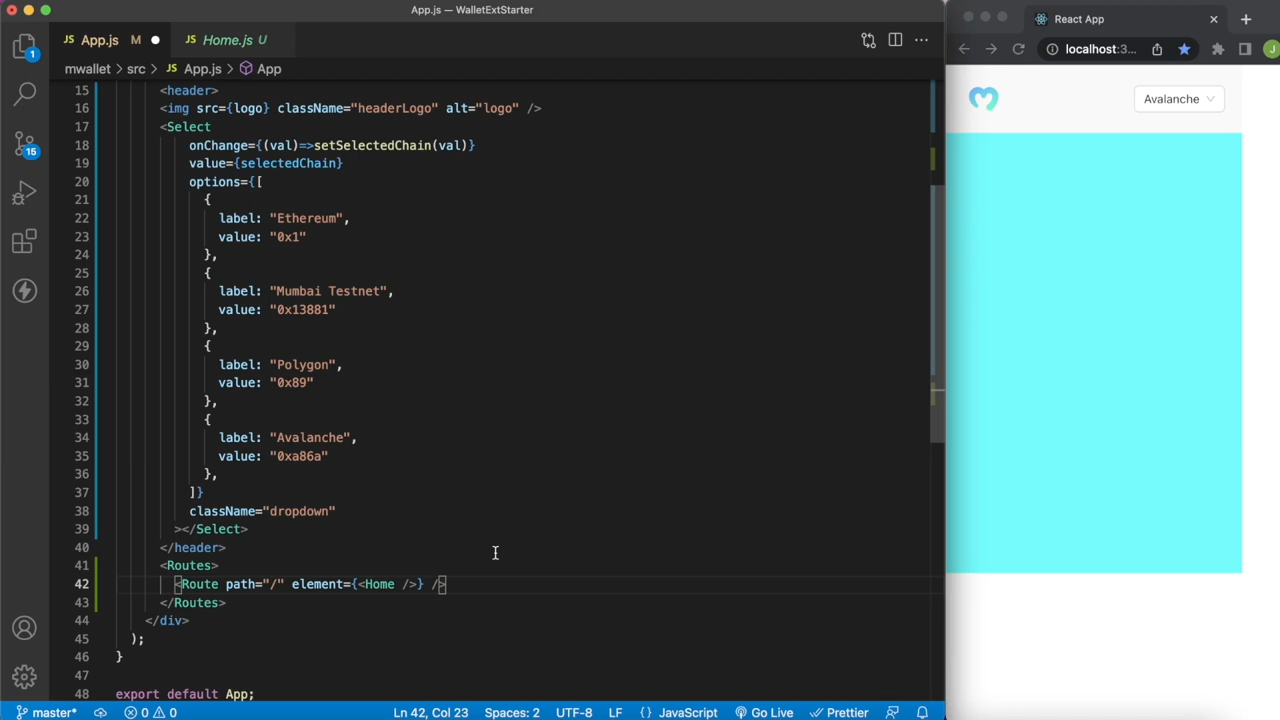 App.js — WalletExtStarter
JS App.js M
JS Home.js U
mwallet > src > JS App.js > App
15 <header>
16 <img src={logo} className="headerLogo" alt="logo" />
17 <Select
18 onChange={(val)=>setSelectedChain(val)}
19 value={selectedChain}
20 options={[
21 {
22 label: "Ethereum",
23 value: "0x1"
24 },
25 {
26 label: "Mumbai Testnet",
27 value: "0x13881"
28 },
29 {
30 label: "Polygon",
31 value: "0x89"
32 },
33 {
34 label: "Avalanche",
35 value: "0xa86a"
36 },
37 ]}
38 className="dropdown"
39 ></Select>
40 </header>
41 <Routes>
42 <Route path="/" element={<Home />} />
43 </Routes>
44 </div>
45 );
46 }
47
48 export default App;
1
15
master* 0 0 Ln 42, Col 23 Spaces: 2 UTF-8 LF {} JavaScript Go Live Prettier
React App
localhost:3...
J
Avalanche